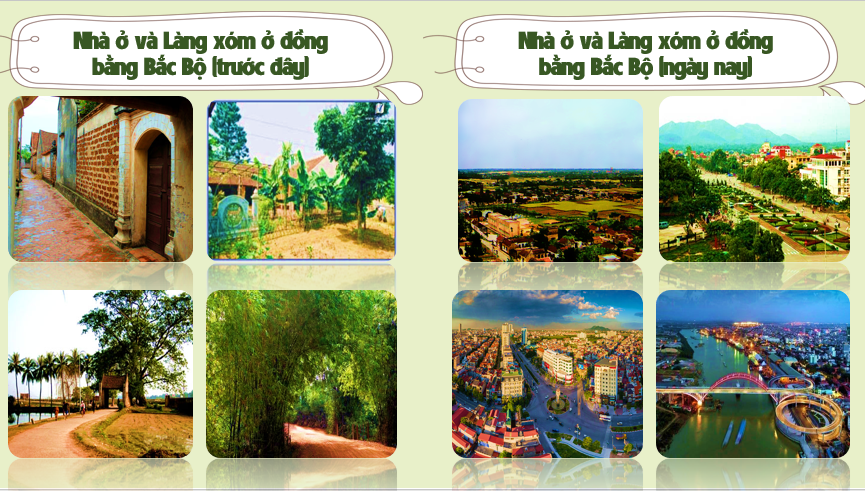 Nhà ở và Làng xóm ở đồng
bằng Bắc Bộ (trước đây)
Nhà ở và Làng xóm ở đồng
bằng Bắc Bộ (ngày nay)